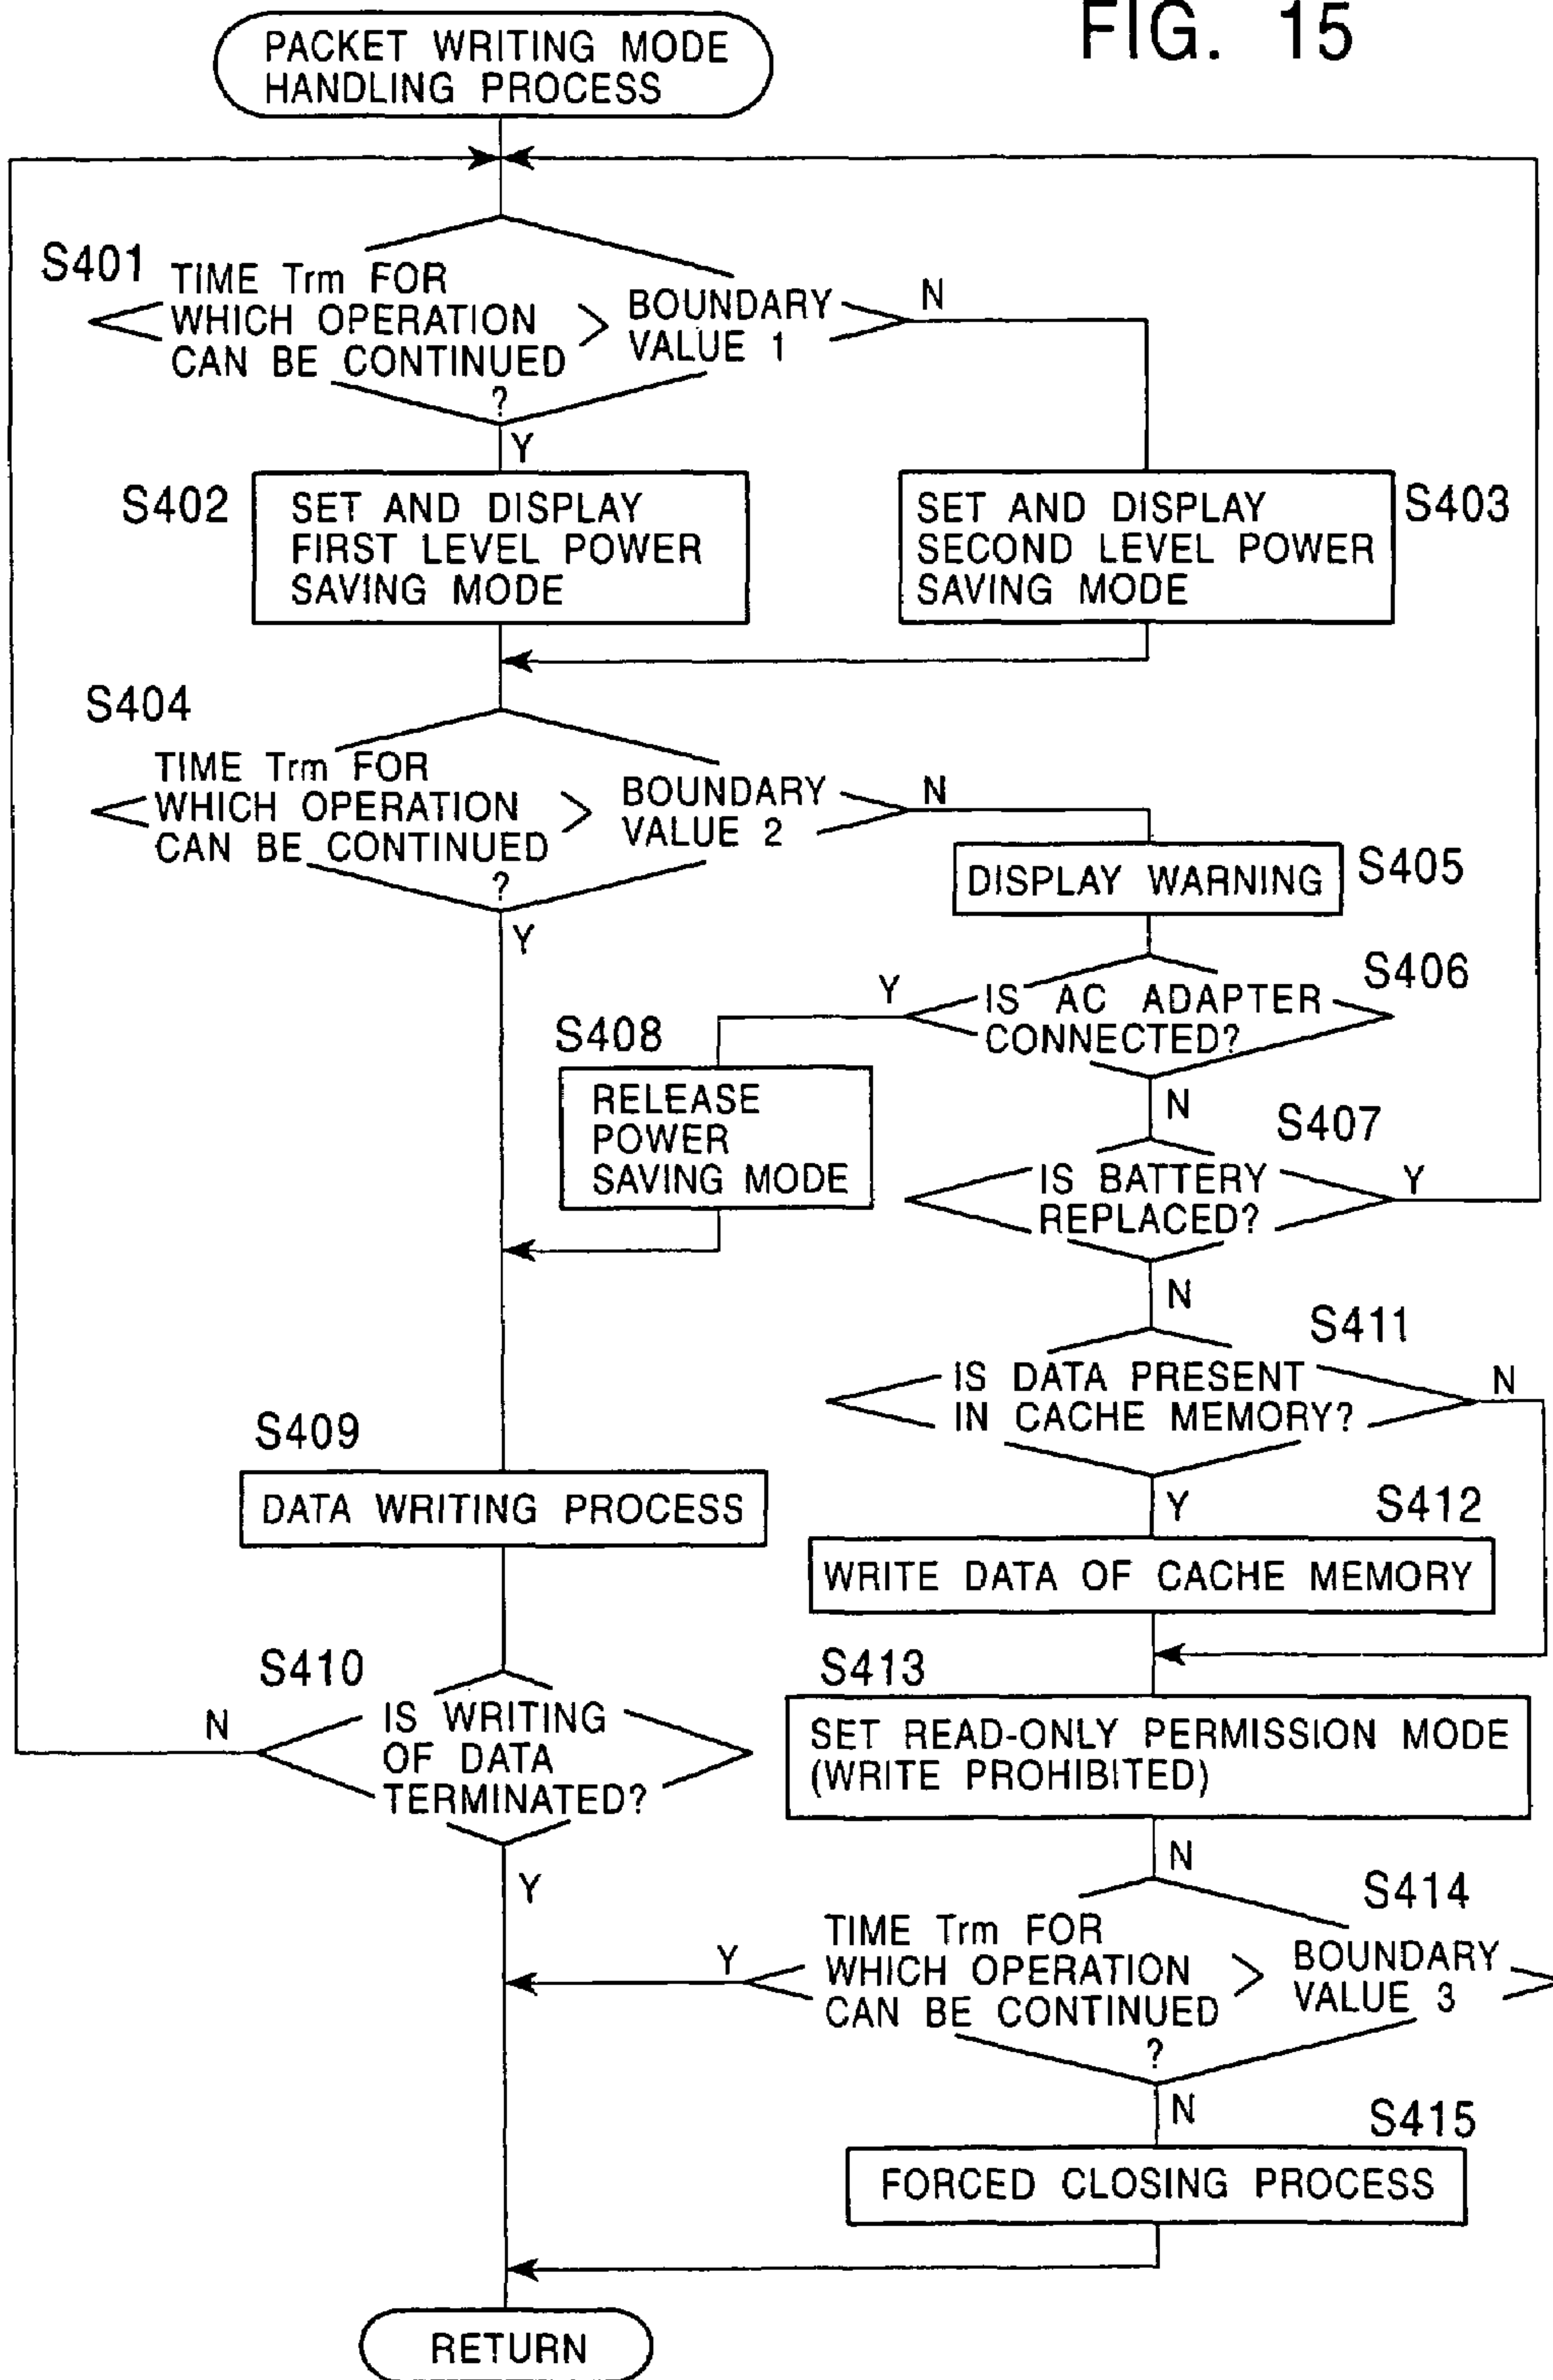 FIG. 15
PACKET WRITING MODE
HANDLING PROCESS
S401
TIME Trm FOR
WHICH OPERATION
CAN BE CONTINUED
>
BOUNDARY
VALUE 1
?
N
Y
S402
SET AND DISPLAY
FIRST LEVEL POWER
SAVING MODE
SET AND DISPLAY
SECOND LEVEL POWER
SAVING MODE
S403
S404
TIME Trm FOR
WHICH OPERATION
CAN BE CONTINUED
>
BOUNDARY
VALUE 2
?
N
Y
DISPLAY WARNING
S405
S406
IS AC ADAPTER
CONNECTED?
Y
N
S408
RELEASE
POWER
SAVING MODE
S407
IS BATTERY
REPLACED?
Y
N
S411
IS DATA PRESENT
IN CACHE MEMORY?
N
Y
S409
DATA WRITING PROCESS
S412
WRITE DATA OF CACHE MEMORY
S410
IS WRITING
OF DATA
TERMINATED?
N
Y
S413
SET READ-ONLY PERMISSION MODE
(WRITE PROHIBITED)
N
S414
TIME Trm FOR
WHICH OPERATION
CAN BE CONTINUED
>
BOUNDARY
VALUE 3
?
Y
N
S415
FORCED CLOSING PROCESS
RETURN